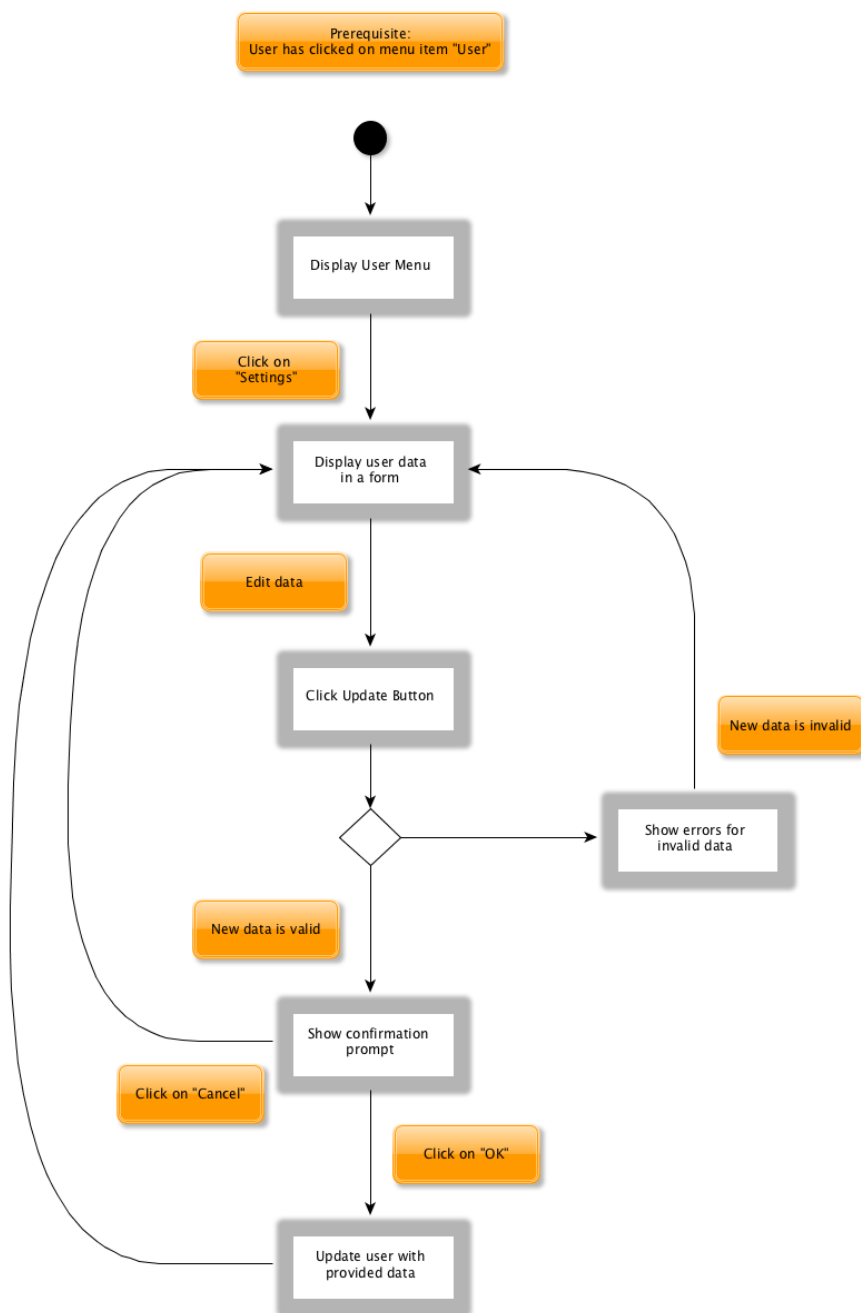 Prerequisite:
User has clicked on menu item "User"
Display User Menu
Click on
"Settings"
Display user data
in a form
Edit data
Click Update Button
New data is invalid
Show errors for
invalid data
New data is valid
Show confirmation
prompt
Click on "Cancel"
Click on "OK"
Update user with
provided data